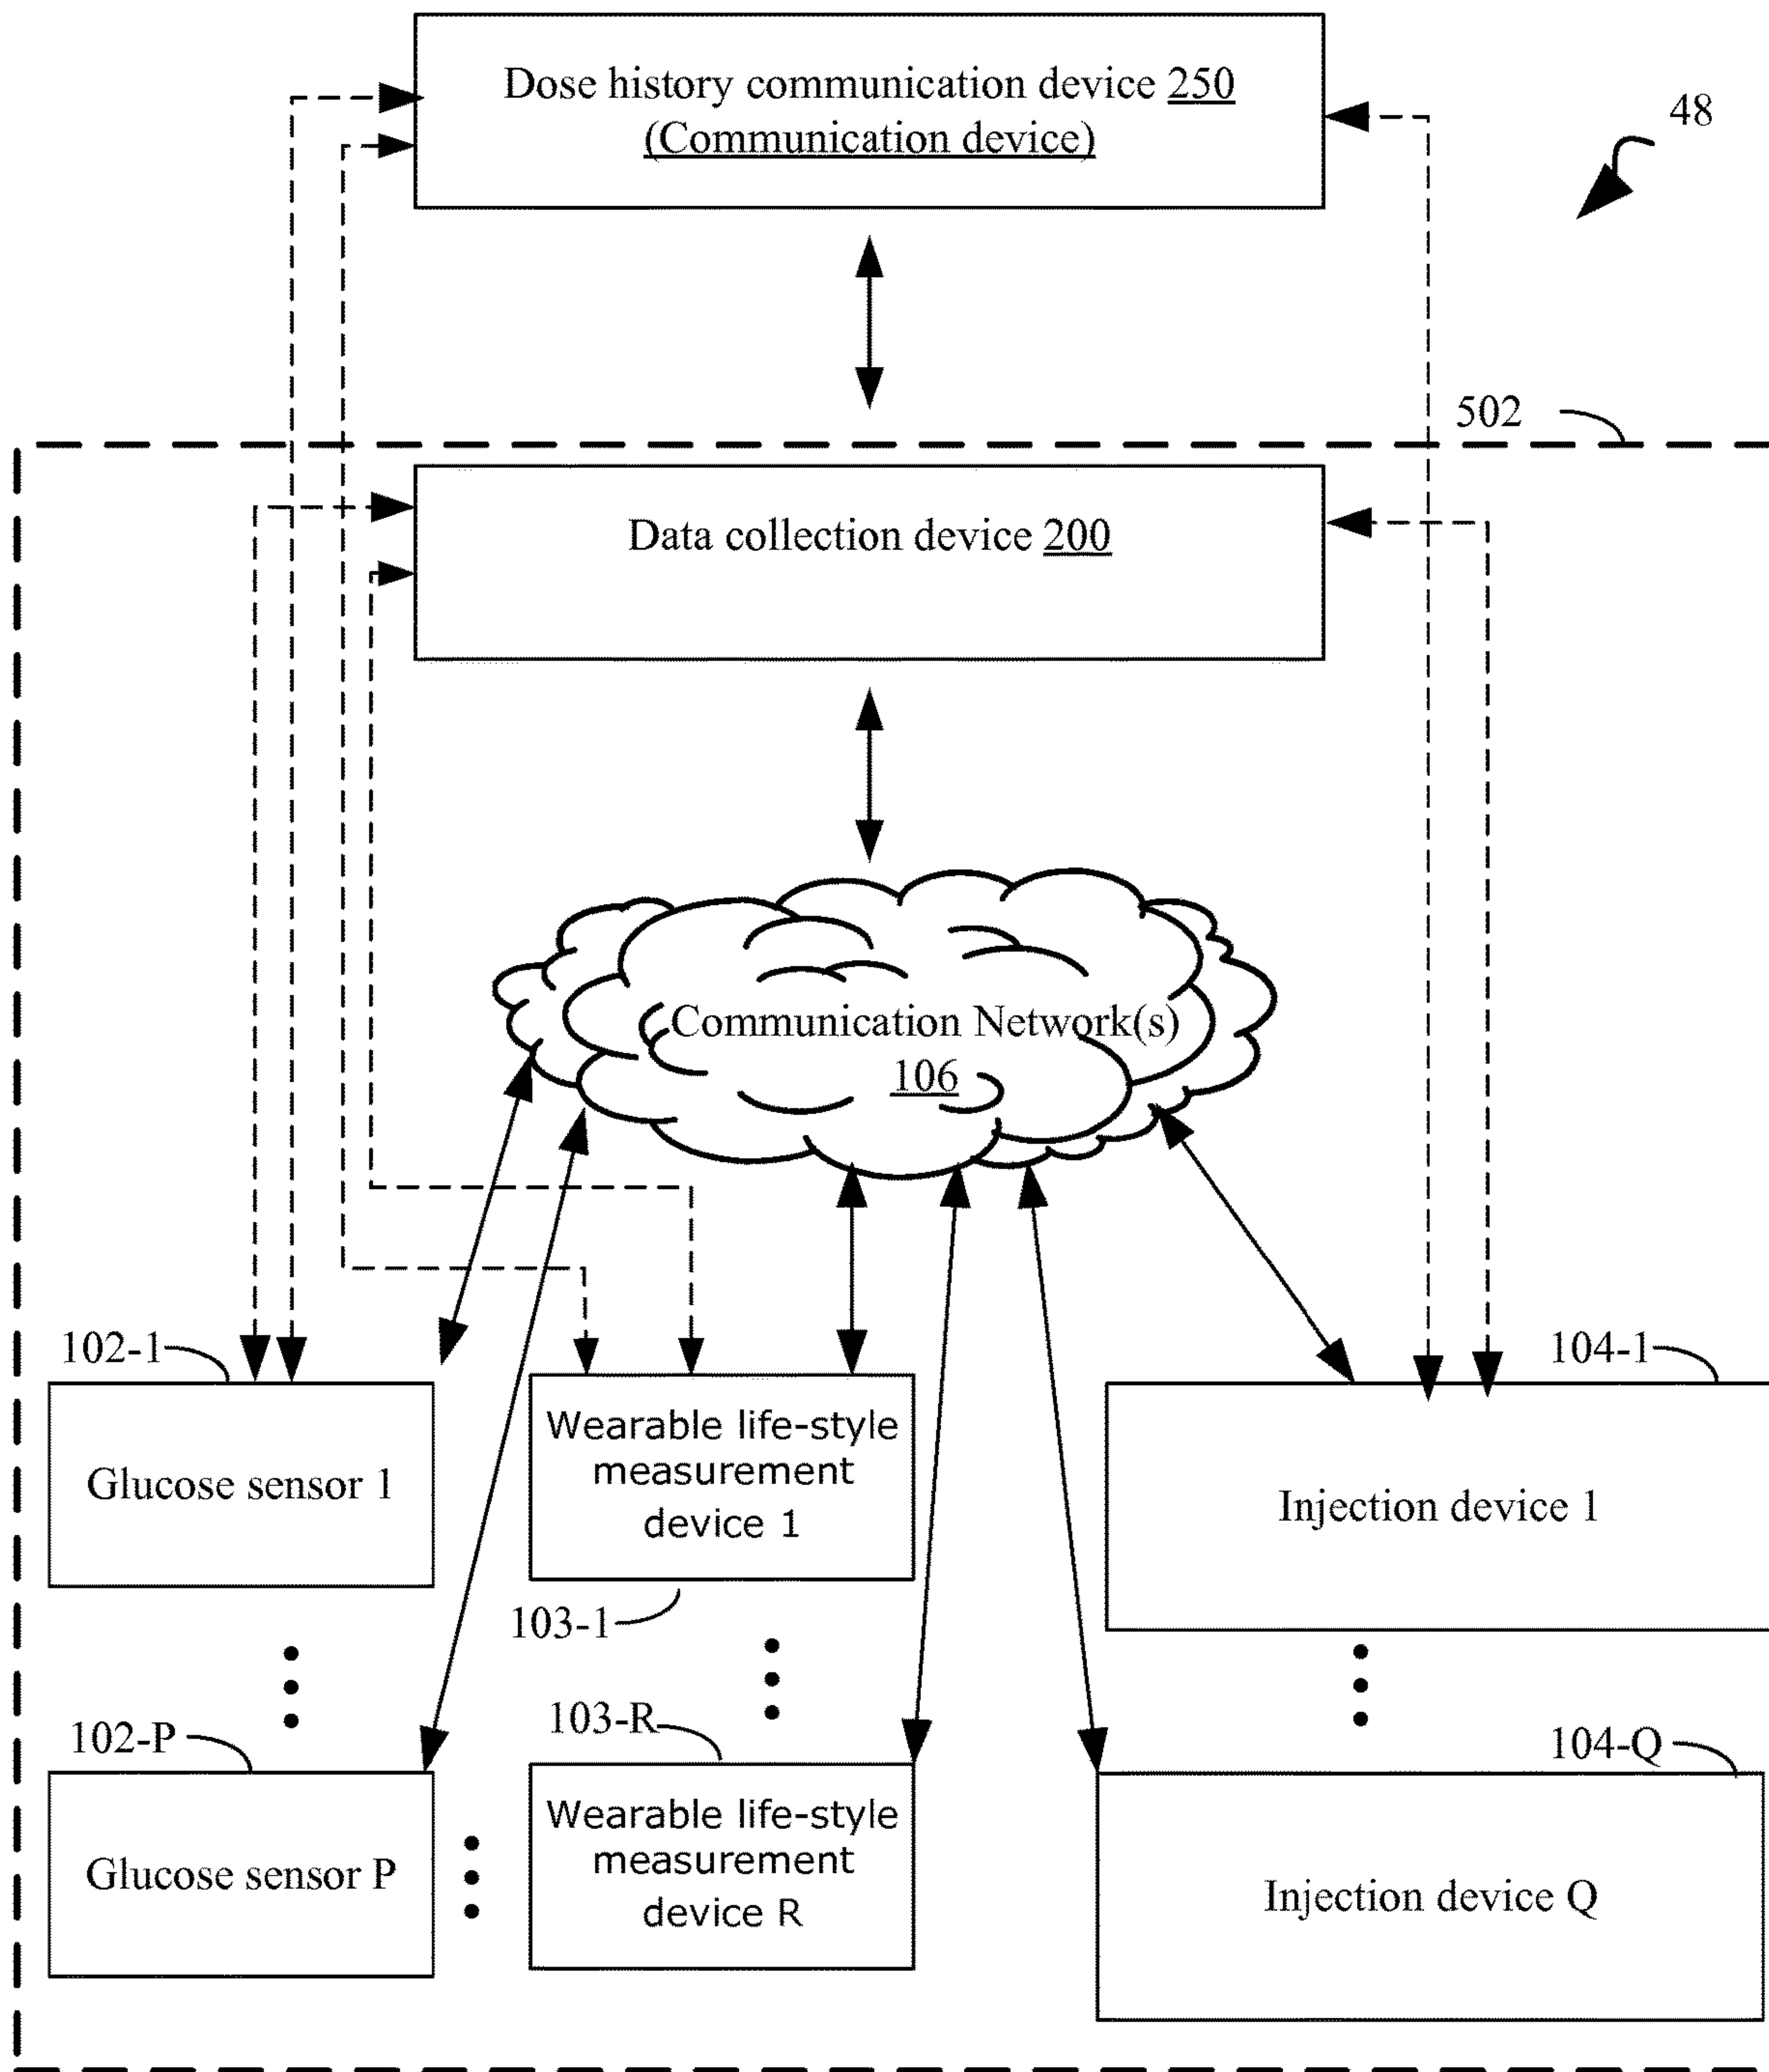 Dose history communication device 250
(Communication device)
48
502
Data collection device 200
Communication Network(s)
106
102-1
104-1
Glucose sensor 1
Wearable life-style
measurement
device 1
Injection device 1
103-1
102-P
103-R
104-Q
Glucose sensor P
Wearable life-style
measurement
device R
Injection device Q